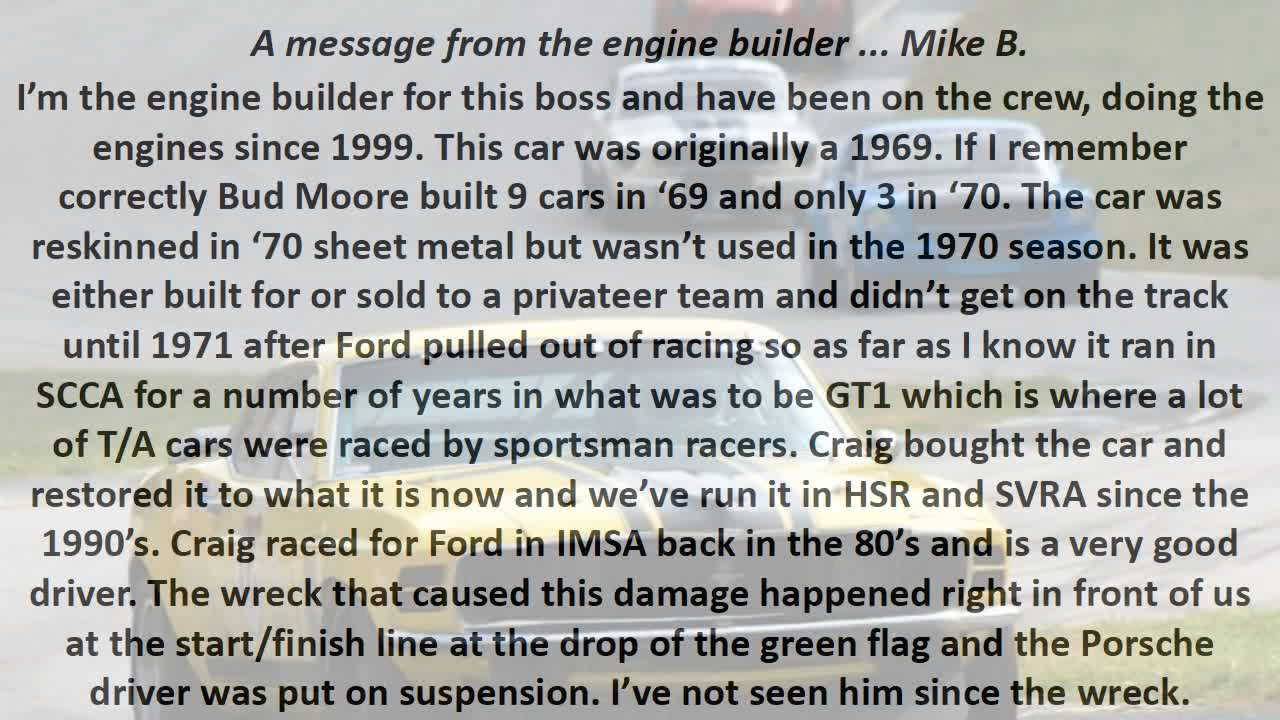 A message from the engine builder ... Mike B.
I’m the engine builder for this boss and have been on the crew, doing the
engines since 1999. This car was originally a 1969. If I remember
correctly Bud Moore built 9 cars in ‘69 and only 3 in ‘70. The car was
reskinned in ‘70 sheet metal but wasn’t used in the 1970 season. It was
either built for or sold to a privateer team and didn’t get on the track
until 1971 after Ford pulled out of racing so as far as I know it ran in
SCCA for a number of years in what was to be GT1 which is where a lot
of T/A cars were raced by sportsman racers. Craig bought the car and
restored it to what it is now and we’ve run it in HSR and SVRA since the
1990’s. Craig raced for Ford in IMSA back in the 80’s and is a very good
driver. The wreck that caused this damage happened right in front of us
at the start/finish line at the drop of the green flag and the Porsche
driver was put on suspension. I’ve not seen him since the wreck.